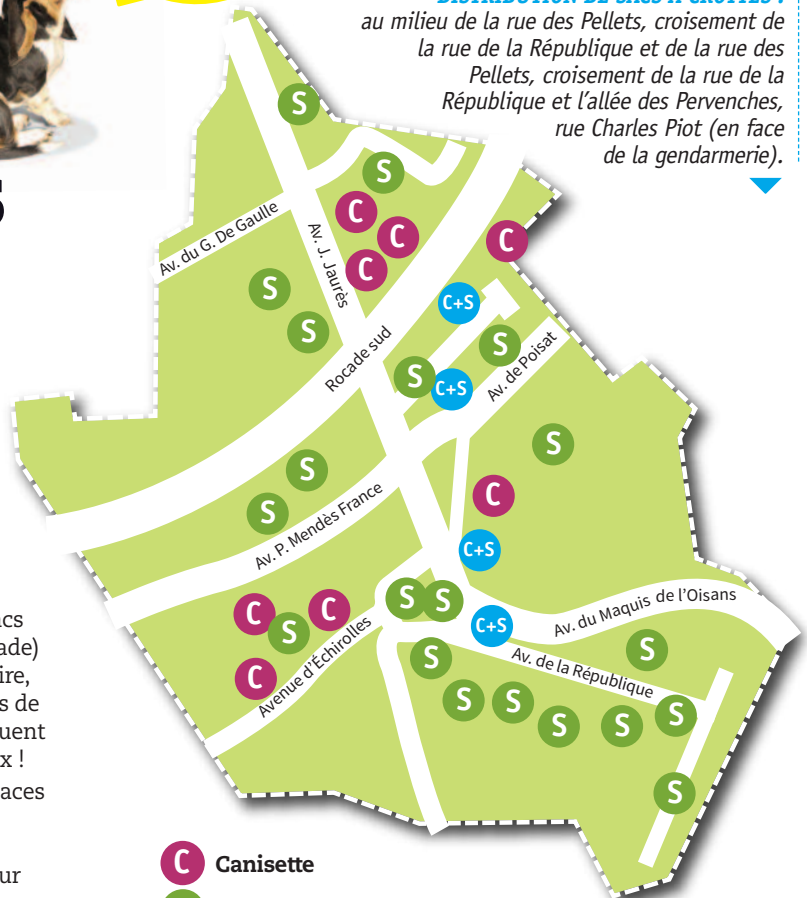 au milieu de la rue des Pellets, croisement de
la rue de la République et de la rue des
Pellets, croisement de la rue de la
République et l'allée des Pervenches,
rue Charles Piot (en face
de la gendarmerie).
S
S
S
Av. du G. De Gaulle
Av. J. Jaurès
C
C
C
C
S
S
C+S
Rocade sud
S
S
C+S
Av. de Poisat
S
S
S
C
Av. P. Mendès France
C+S
C
S
C
C
Avenue d'Échirolles
S
S
C+S
Av. du Maquis de l'Oisans
Av. de la République
S
S
S
S
S
S
S
S
ade)
ire,
s de
uent
x !
aces
ur
C Canisette